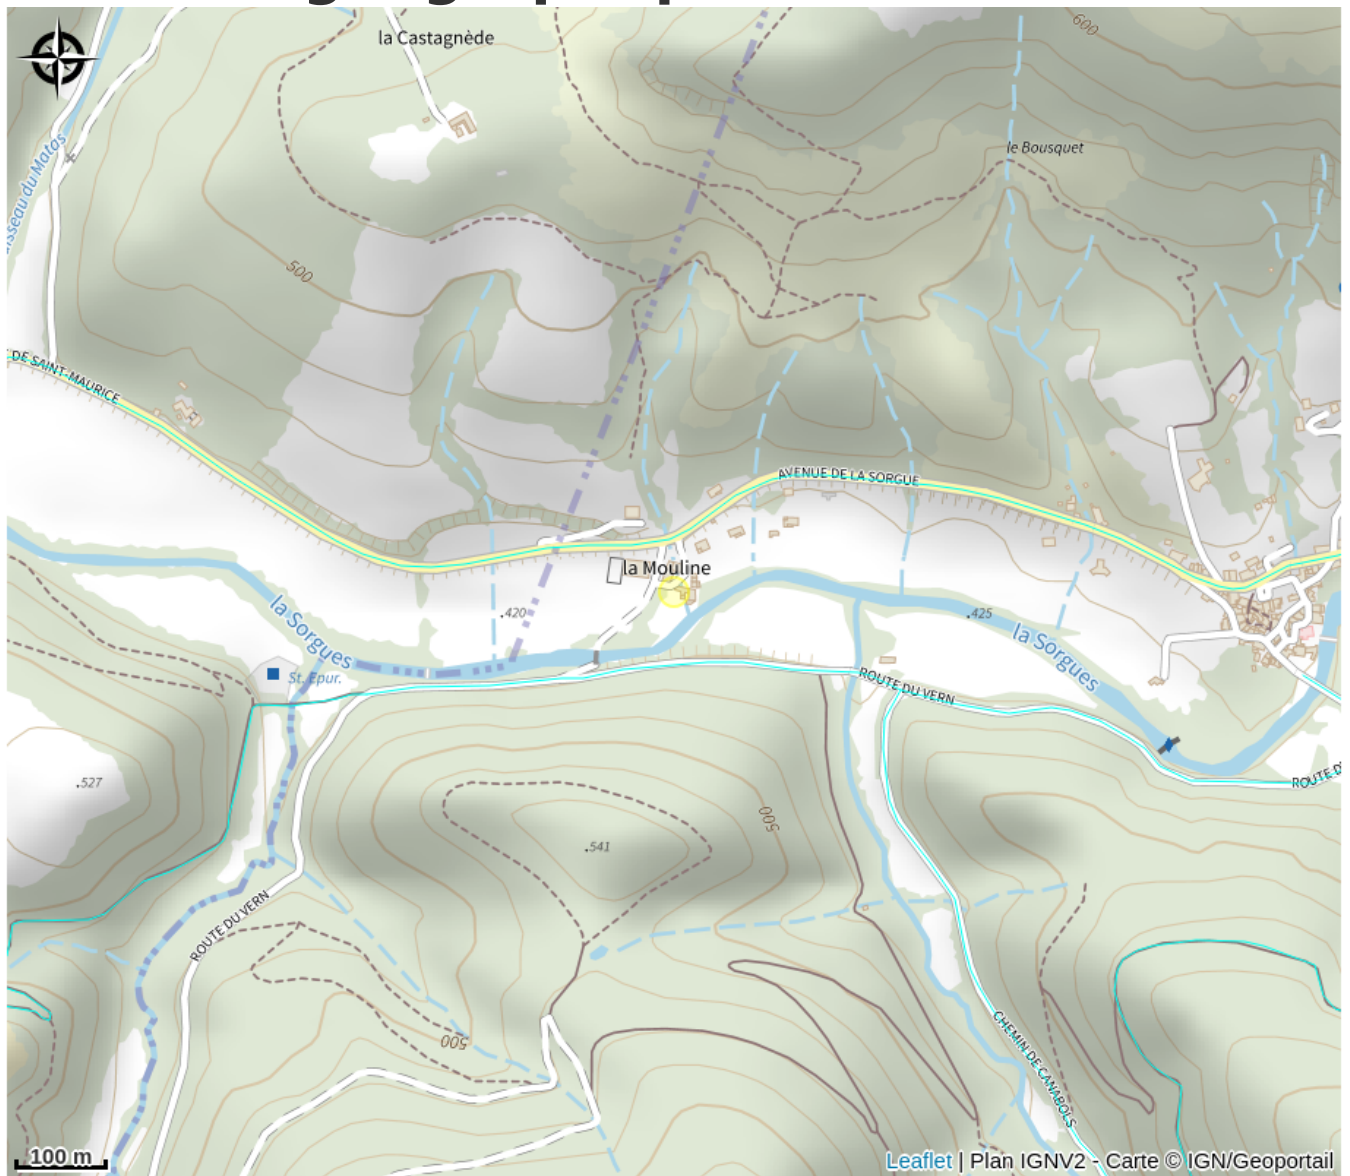 la Castagnède
600
le Bousquet
500
DE SAINT-MAURICE
AVENUE DE LA SORGUE
la Mouline
.420
.425
la Sorgues
la Sorgues
St. Epur.
ROUTE DU VERN
ROUTE D
.527
500
.541
ROUTE DU VERN
500
CHEMIN DE CANABOLS
100 m
Leaflet | Plan IGNV2 - Carte © IGN/Geoportail